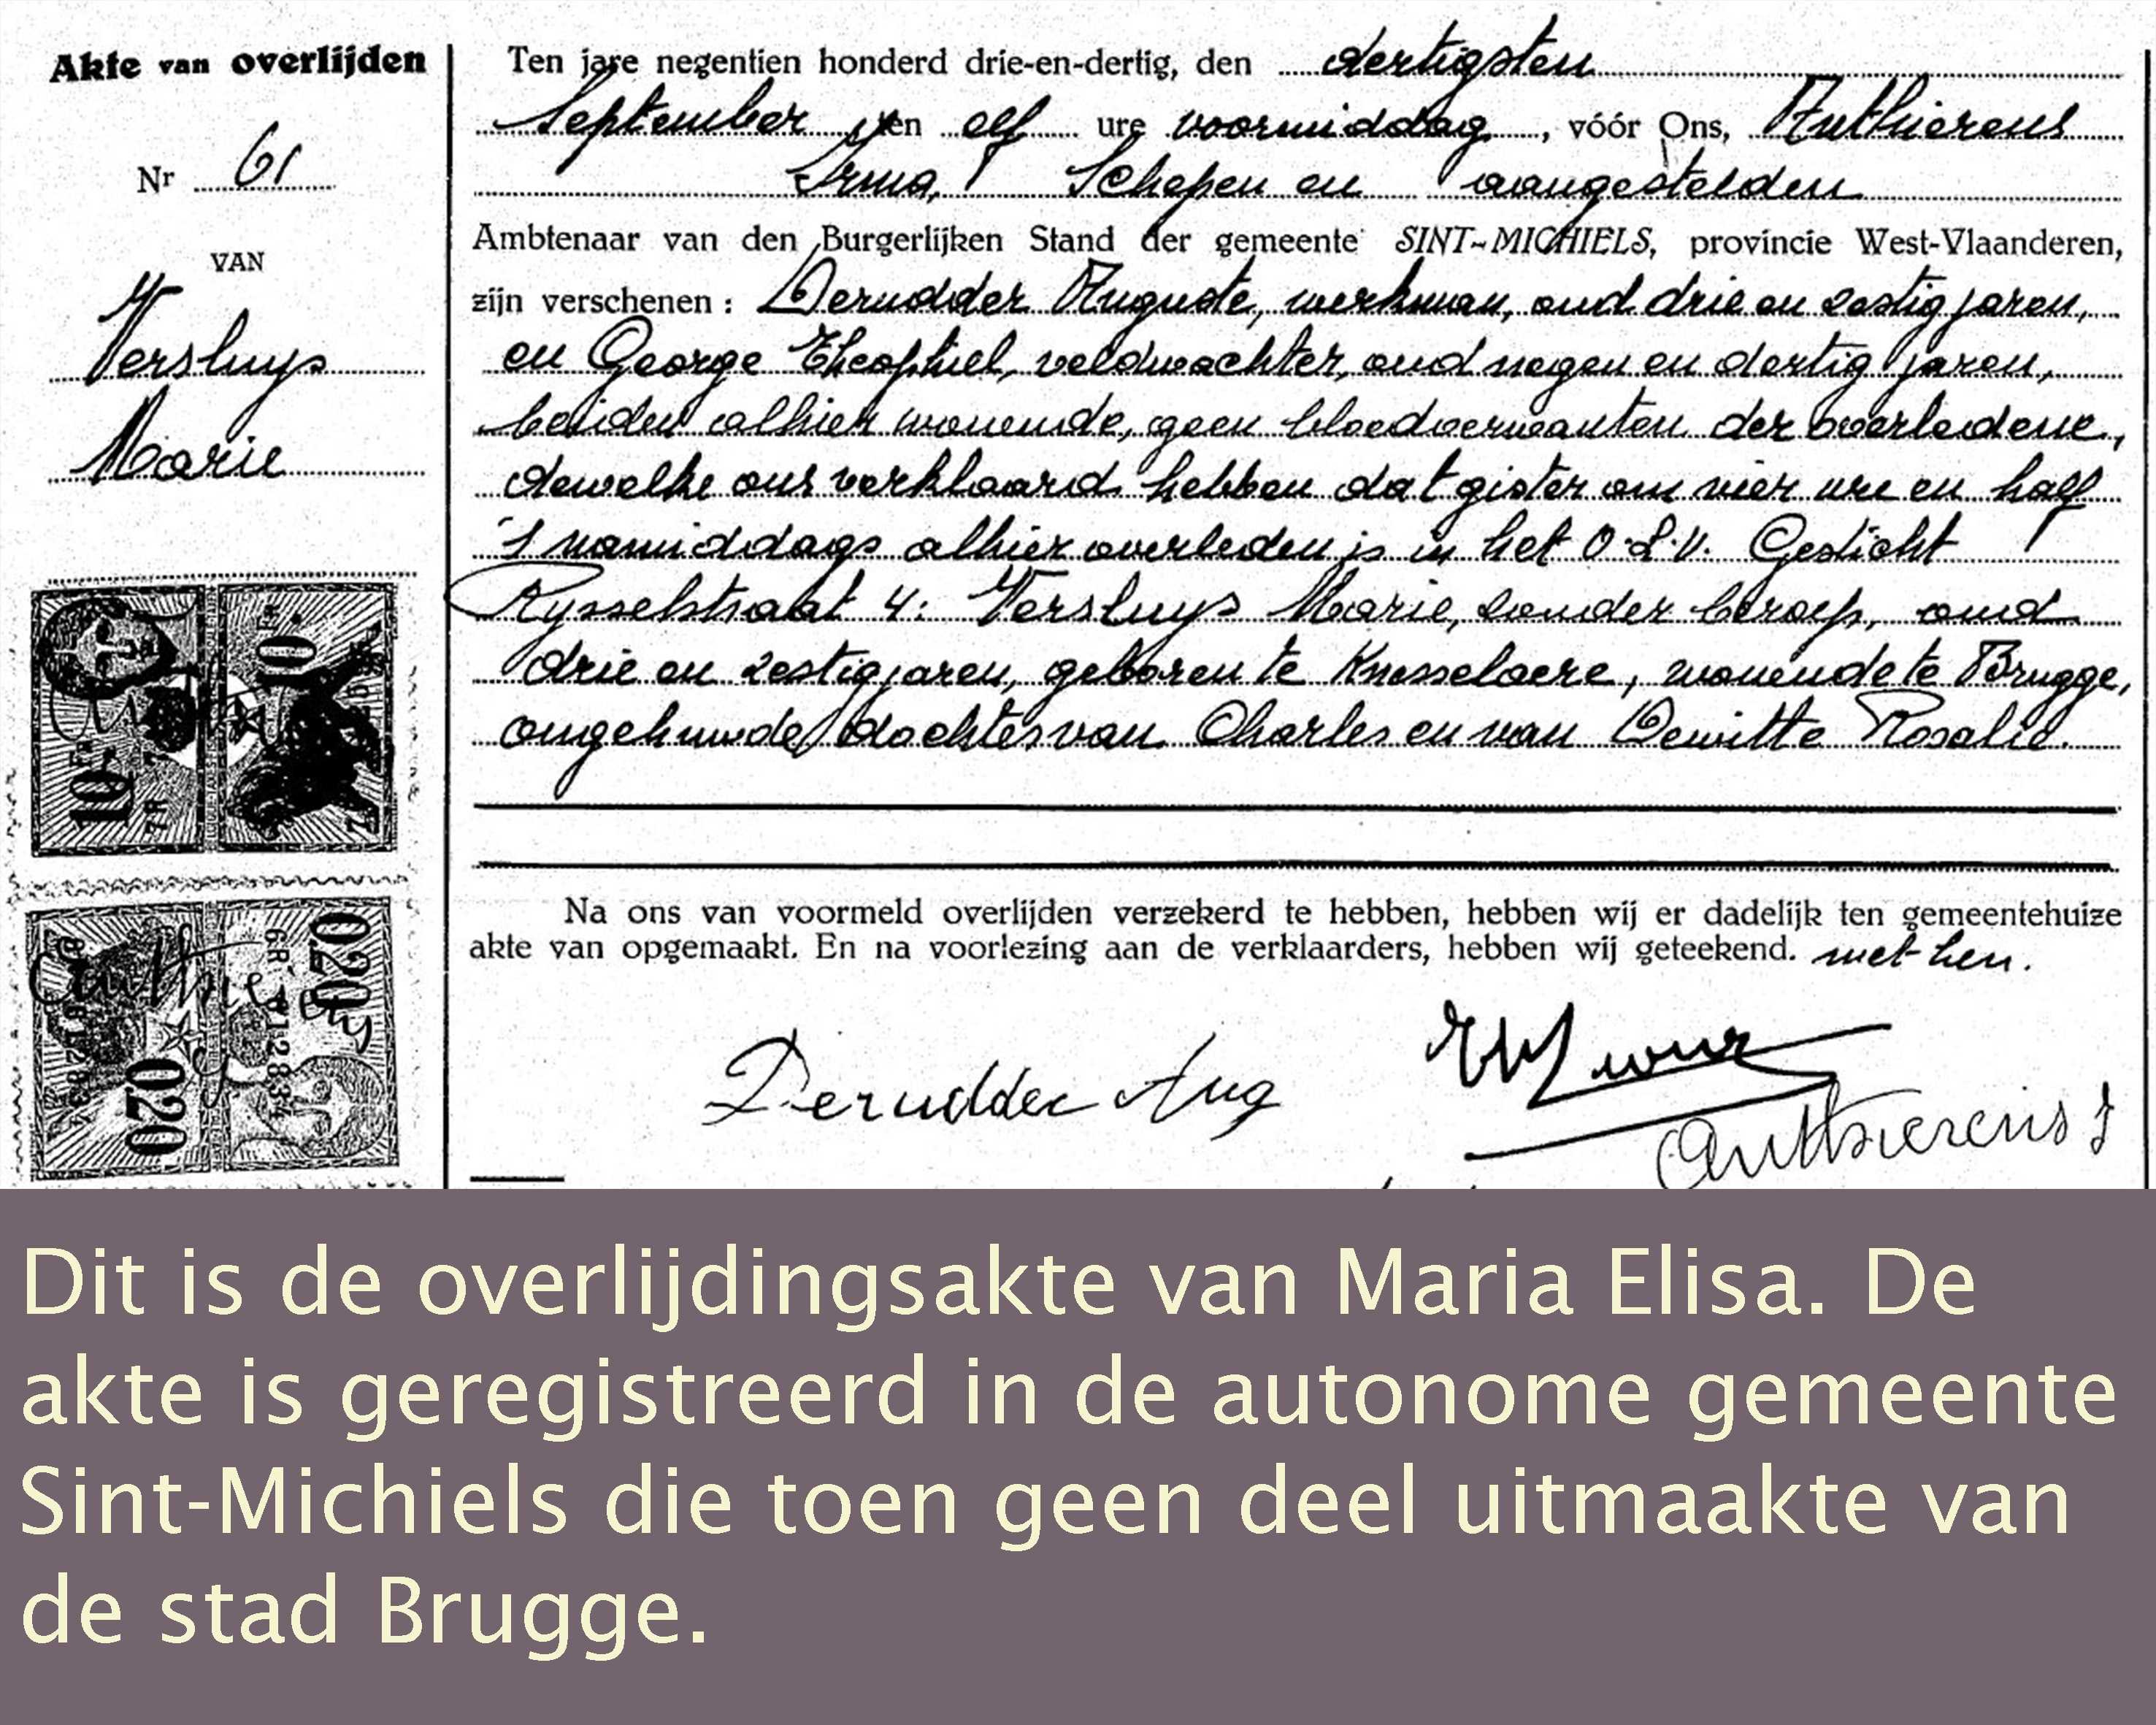 Akte van overlijden
Nr 61
VAN
Versluys
Marie
Ten jare negentien honderd drie-en-dertig, den dertigsten
September ten elf ure voormiddag, vóór Ons, Authierens
Irma, Schepen en aangestelden
Ambtenaar van den Burgerlijken Stand der gemeente SINT-MICHIELS, provincie West-Vlaanderen,
zijn verschenen : Derudder Auguste, werkman, oud drie en zestig jaren,
en George Theophiel, veldwachter, oud negen en dertig jaren,
beiden alhier wonende, geen bloedverwanten der overledene,
dewelke ons verklaard hebben dat gister om vier ure en half
's namiddags alhier overleden is in het O.L.V. Gesticht
Rysselstraat 4: Versluys Marie, zonder beroep, oud
drie en zestig jaren, geboren te Knesselaere, wonende te Brugge,
ongehuwde dochter van Charles en van Dewitte Rosalie.
10
10
020
020
Na ons van voormeld overlijden verzekerd te hebben, hebben wij er dadelijk ten gemeentehuize
akte van opgemaakt. En na voorlezing aan de verklaarders, hebben wij geteekend. met hen.
Derudder Aug
Authierens I
Dit is de overlijdingsakte van Maria Elisa. De
akte is geregistreerd in de autonome gemeente
Sint-Michiels die toen geen deel uitmaakte van
de stad Brugge.